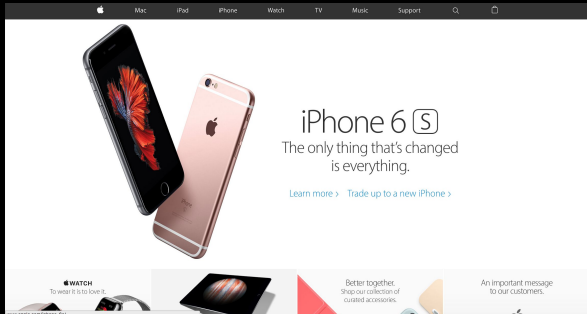 Mac iPad iPhone Watch TV Music Support
iPhone 6 S
The only thing that's changed
is everything.
Learn more > Trade up to a new iPhone >
WATCH
To wear it is to love it.
Better together.
Shop our collection of
curated accessories.
An important message
to our customers.